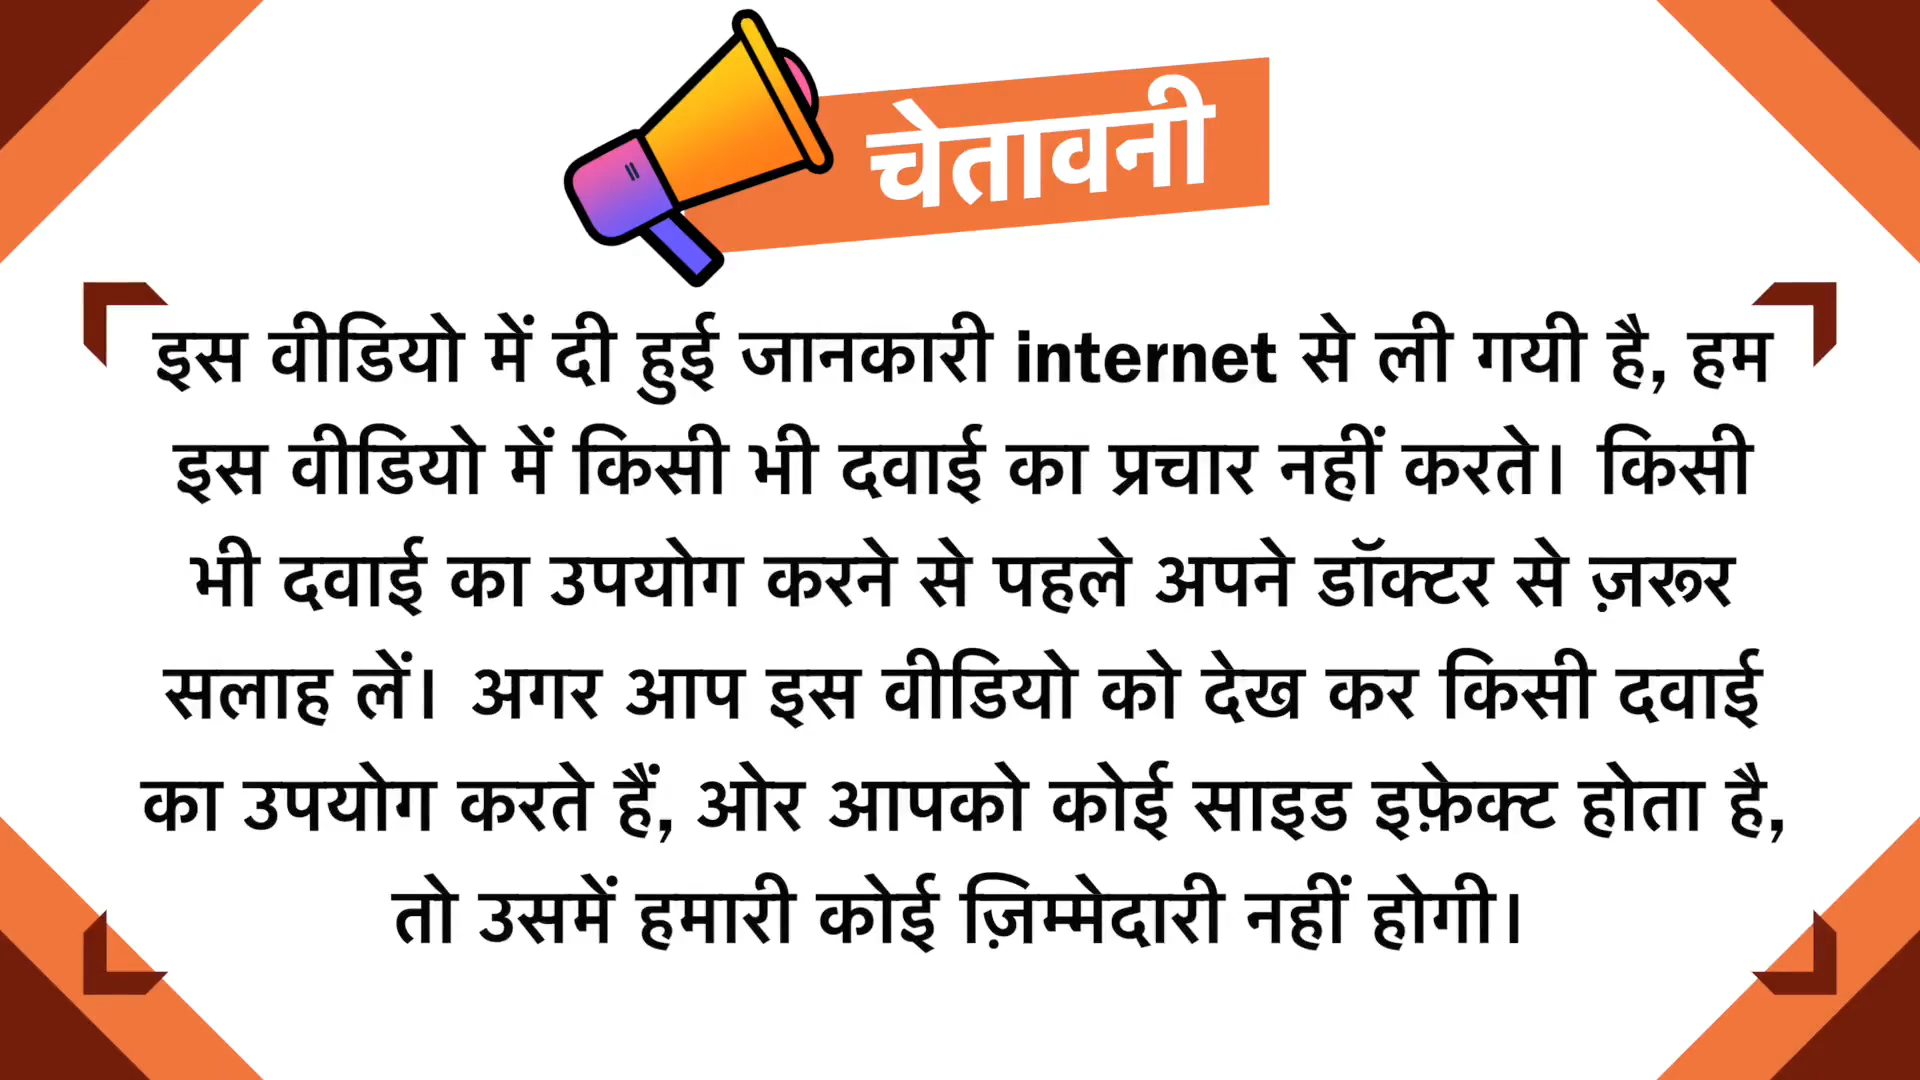 चेतावनी
इस वीडियो में दी हुई जानकारी internet से ली गयी है, हम
इस वीडियो में किसी भी दवाई का प्रचार नहीं करते। किसी
भी दवाई का उपयोग करने से पहले अपने डॉक्टर से ज़रूर
सलाह लें। अगर आप इस वीडियो को देख कर किसी दवाई
का उपयोग करते हैं, ओर आपको कोई साइड इफ़ेक्ट होता है,
तो उसमें हमारी कोई ज़िम्मेदारी नहीं होगी।